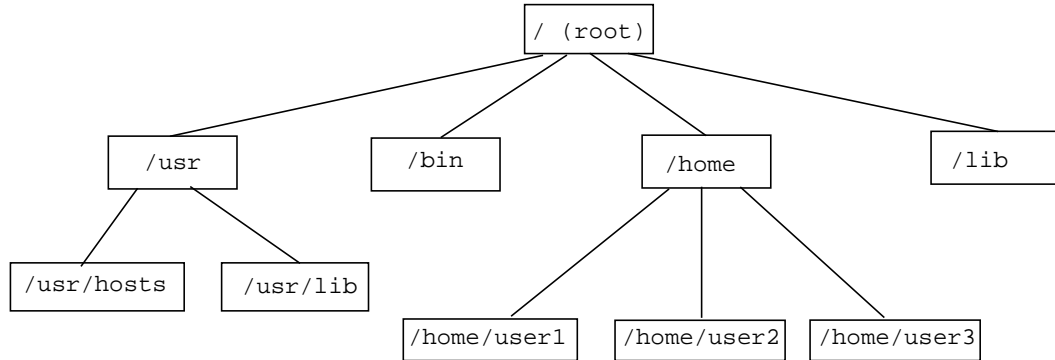 / (root)
/usr
/bin
/home
/lib
/usr/hosts
/usr/lib
/home/user1
/home/user2
/home/user3